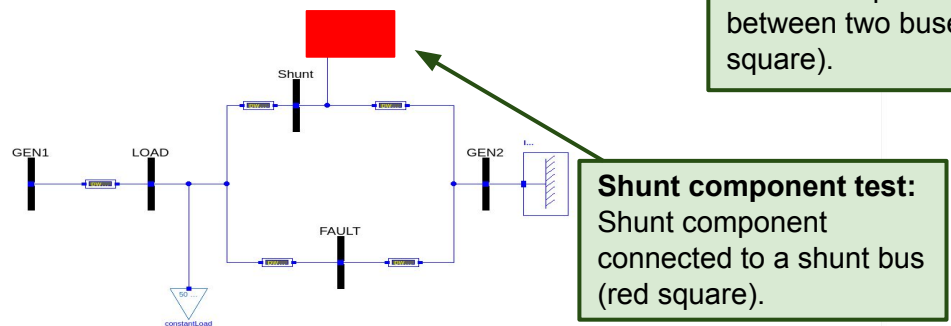 between two buse
square).
Shunt
GEN1
LOAD
GEN2
I...
FAULT
50 ...
constantLoad
Shunt component test:
Shunt component
connected to a shunt bus
(red square).